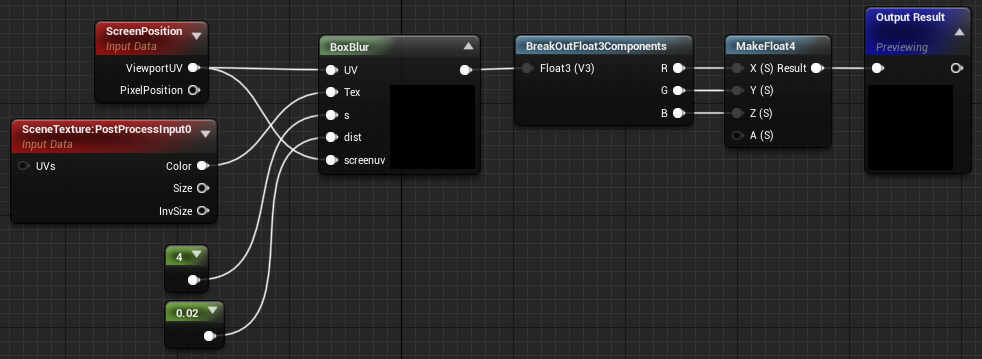 ScreenPosition
Input Data
ViewportUV
PixelPosition
SceneTexture:PostProcessInput0
Input Data
UVs
Color
Size
InvSize
4
0.02
BoxBlur
UV
Tex
s
dist
screenuv
BreakOutFloat3Components
Float3 (V3)
R
G
B
MakeFloat4
X (S) Result
Y (S)
Z (S)
A (S)
Output Result
Previewing